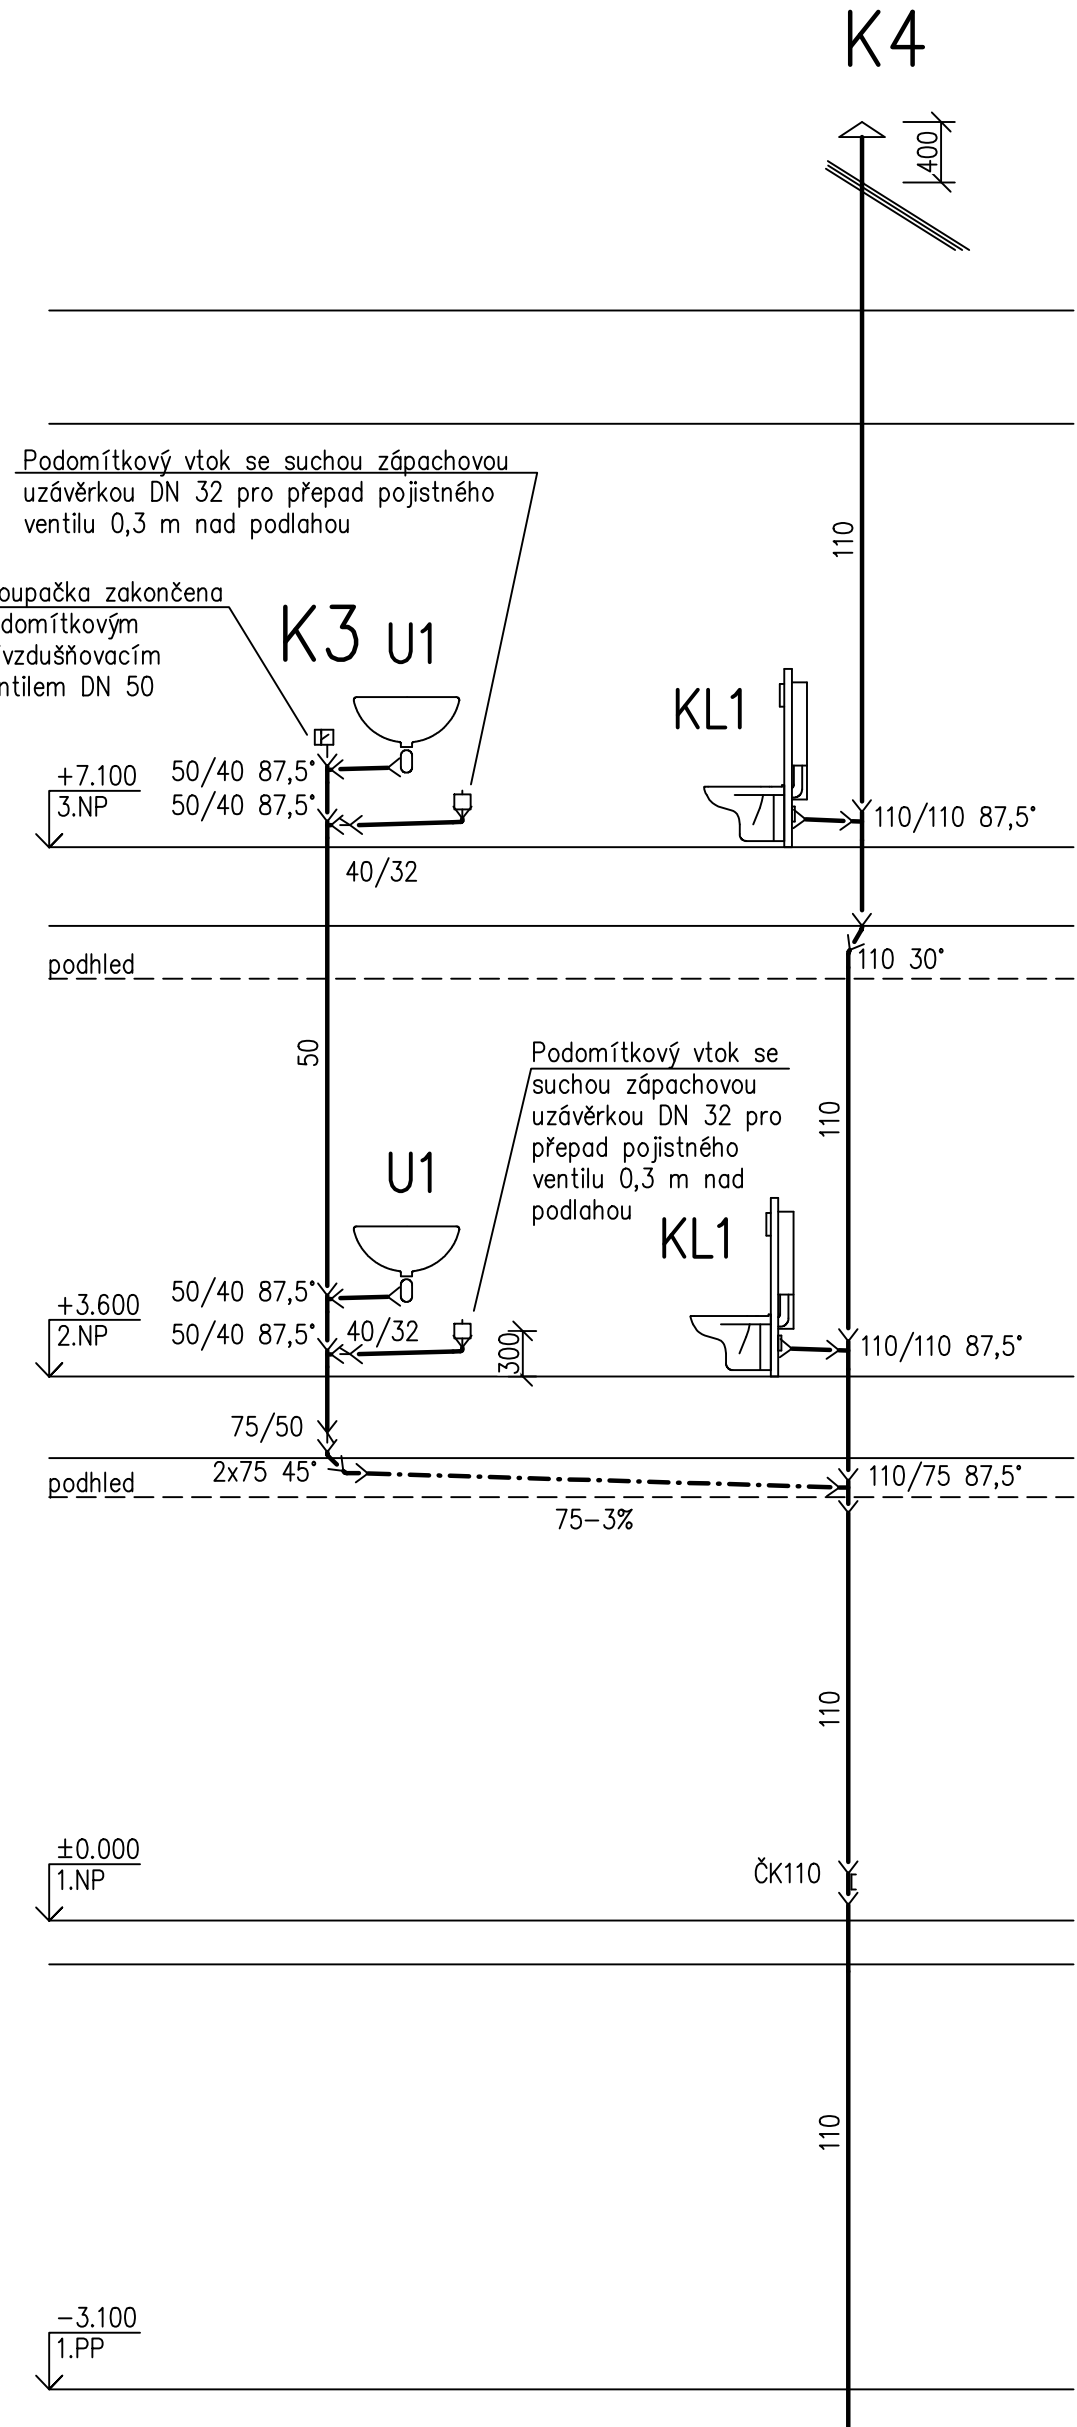 K4
400
110
Podomítkový vtok se suchou zápachovou
uzávěrkou DN 32 pro přepad pojistného
ventilu 0,3 m nad podlahou
zakončena
DN 50
K3
U1
KL1
+7.100
3.NP
50/40 87,5°
50/40 87,5°
40/32
110/110 87,5°
podhled
110 30°
50
110
Podomítkový vtok se
suchou zápachovou
uzávěrkou DN 32 pro
přepad pojistného
ventilu 0,3 m nad
podlahou
U1
KL1
+3.600
2.NP
50/40 87,5°
50/40 87,5°
40/32
300
110/110 87,5°
75/50
2x75 45°
podhled
110/75 87,5°
75-3%
110
±0.000
1.NP
ČK110
110
-3.100
1.PP